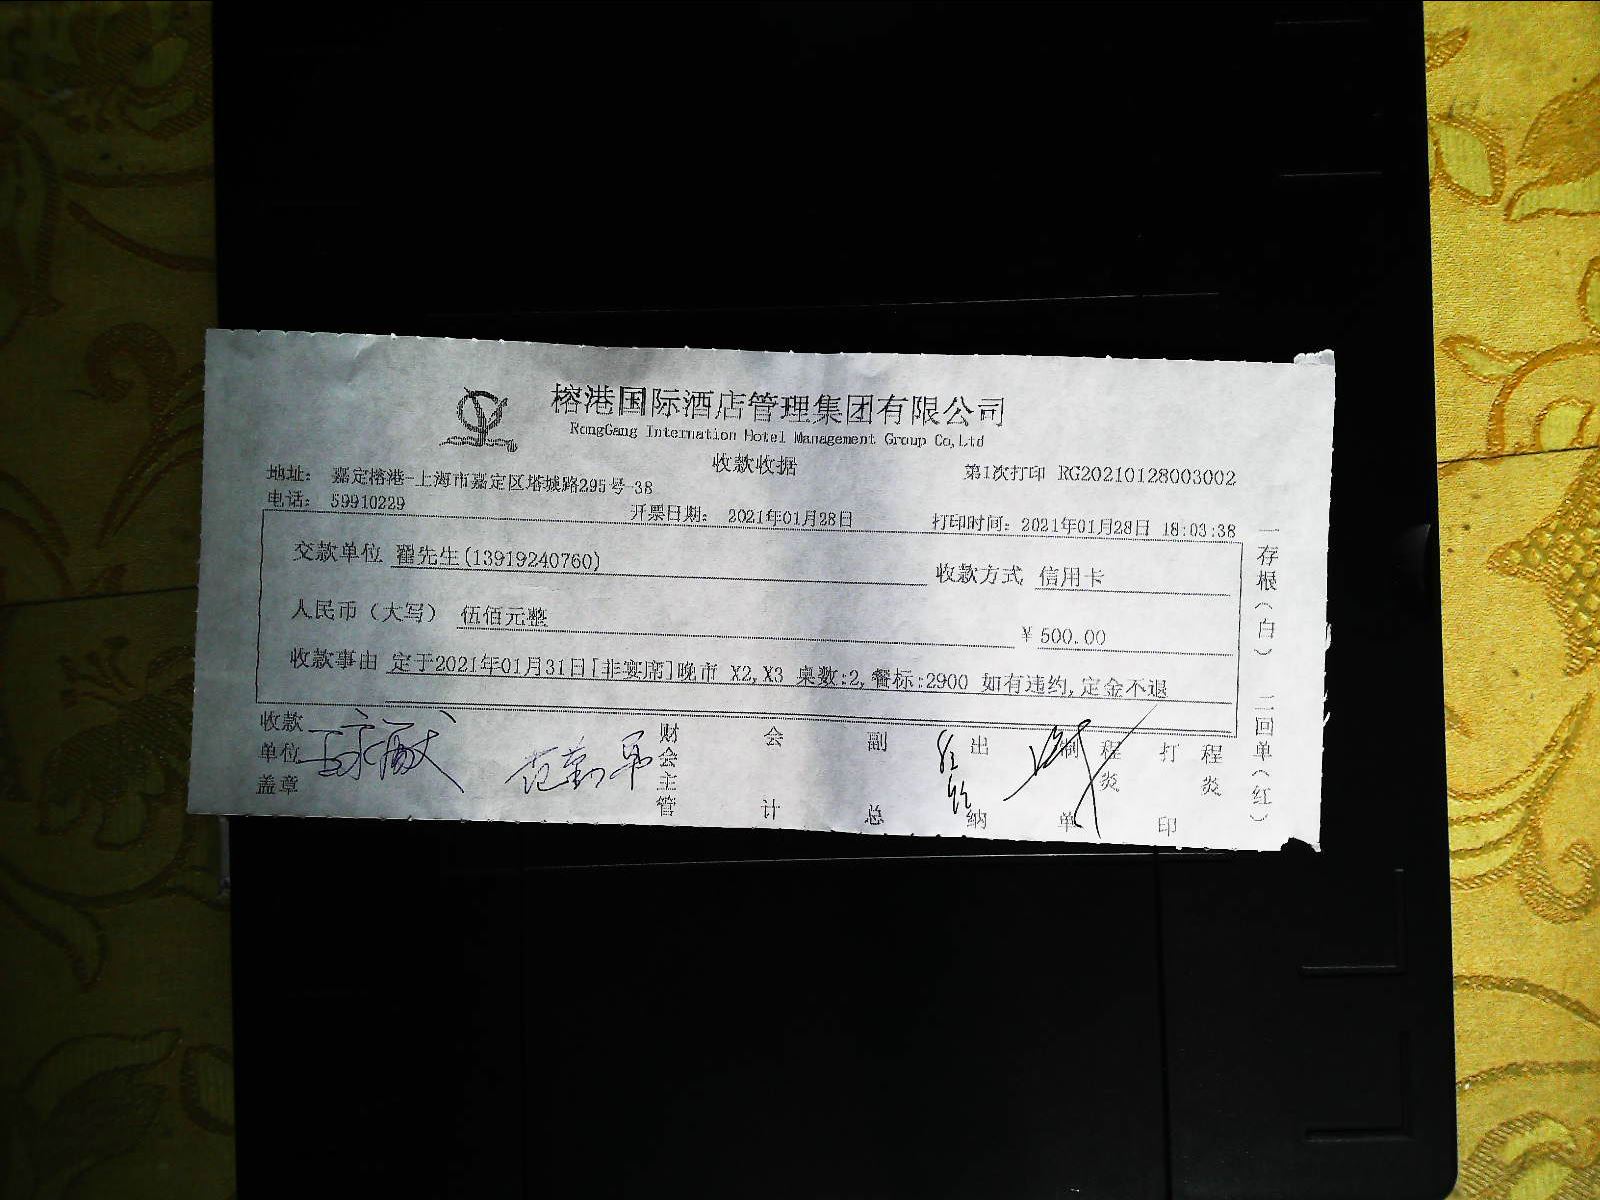 榕港国际酒店管理集团有限公司
RongGang Internation Hotel Management Group Co,Ltd
收款收据
第1次打印 RG20210128003002
地址: 嘉定榕港-上海市嘉定区塔城路295号-38
电话: 59910229
开票日期: 2021年01月28日
打印时间: 2021年01月28日 18:03:38
交款单位 翟先生(13919240760)
收款方式 信用卡
人民币（大写） 伍佰元整
¥ 500.00
收款事由 定于2021年01月31日[非宴席]晚市 X2,X3 桌数:2,餐标:2900 如有违约,定金不退
收款单位盖章
财会主管
会计
副总
出纳
制单 程炎
打印 程炎
一存根（白） 二回单（红）